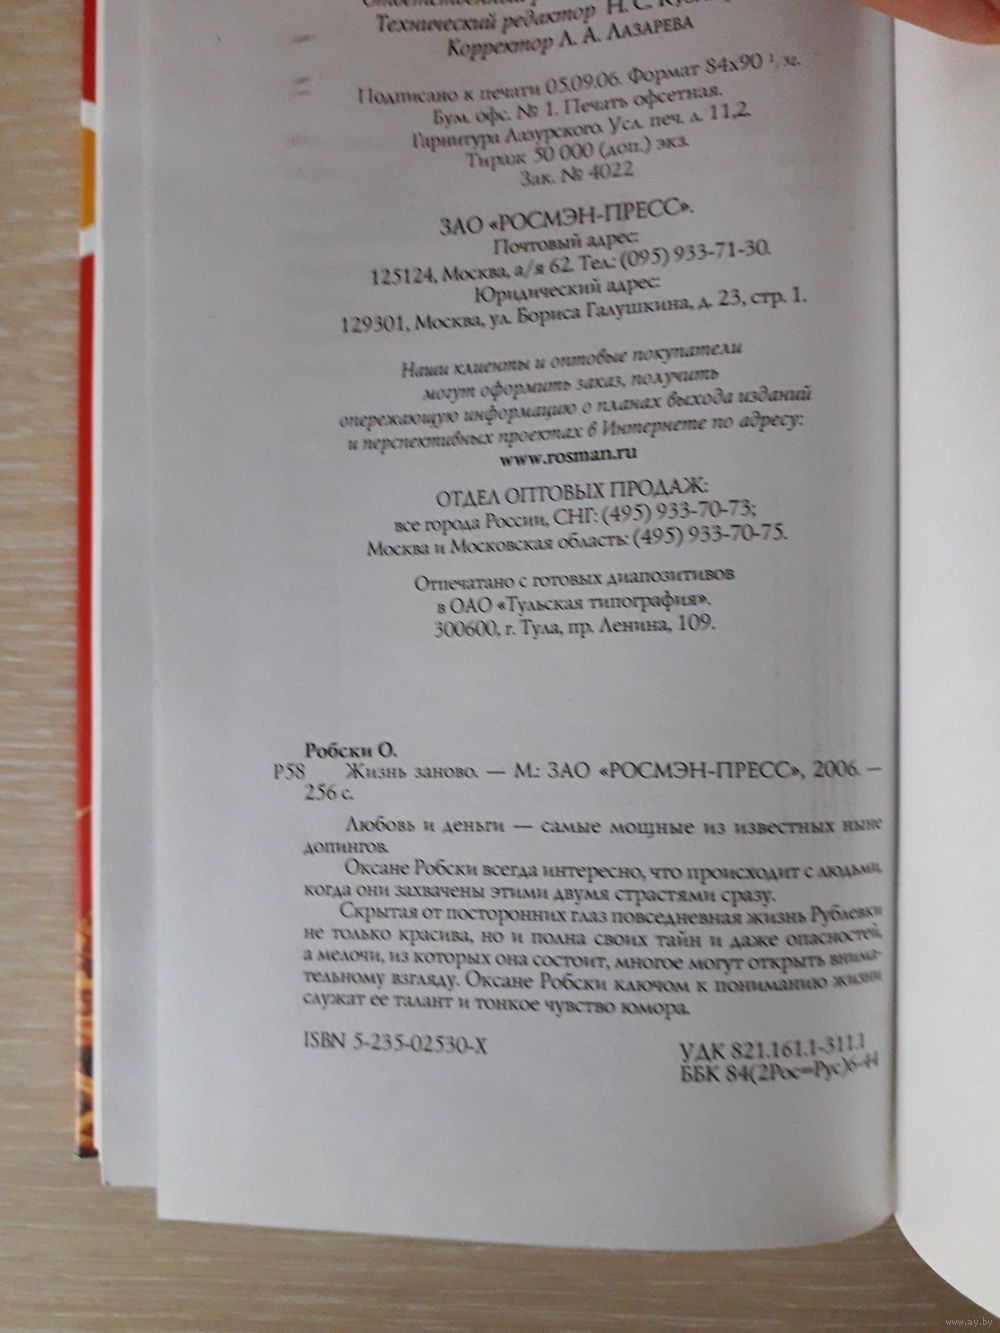 Технический редактор Н. С.
Корректор Л. А. ЛАЗАРЕВА
Подписано к печати 05.09.06. Формат 84х90 1/32.
Бум. офс. № 1. Печать офсетная.
Гарнитура Лазурского. Усл. печ. л. 11,2.
Тираж 50 000 (доп.) экз.
Зак. № 4022
ЗАО «РОСМЭН-ПРЕСС».
Почтовый адрес:
125124, Москва, а/я 62. Тел.: (095) 933-71-30.
Юридический адрес:
129301, Москва, ул. Бориса Галушкина, д. 23, стр. 1.
Наши клиенты и оптовые покупатели
могут оформить заказ, получить
опережающую информацию о планах выхода изданий
и перспективных проектах в Интернете по адресу:
www.rosman.ru
ОТДЕЛ ОПТОВЫХ ПРОДАЖ:
все города России, СНГ: (495) 933-70-73;
Москва и Московская область: (495) 933-70-75.
Отпечатано с готовых диапозитивов
в ОАО «Тульская типография».
300600, г. Тула, пр. Ленина, 109.
Робски О.
Р58 Жизнь заново. — М.: ЗАО «РОСМЭН-ПРЕСС», 2006. —
256 с.
Любовь и деньги — самые мощные из известных ныне
допингов.
Оксане Робски всегда интересно, что происходит с людьми,
когда они захвачены этими двумя страстями сразу.
Скрытая от посторонних глаз повседневная жизнь Рублевки
не только красива, но и полна своих тайн и даже опасностей,
а мелочи, из которых она состоит, многое могут открыть внима-
тельному взгляду. Оксане Робски ключом к пониманию жизни
служат ее талант и тонкое чувство юмора.
ISBN 5-235-02530-X
УДК 821.161.1-311.1
ББК 84(2Рос=Рус)6-44
www.ay.by